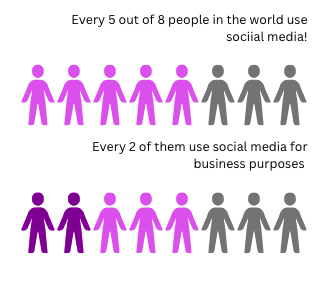 Every 5 out of 8 people in the world use
sociial media!
Every 2 of them use social media for
business purposes